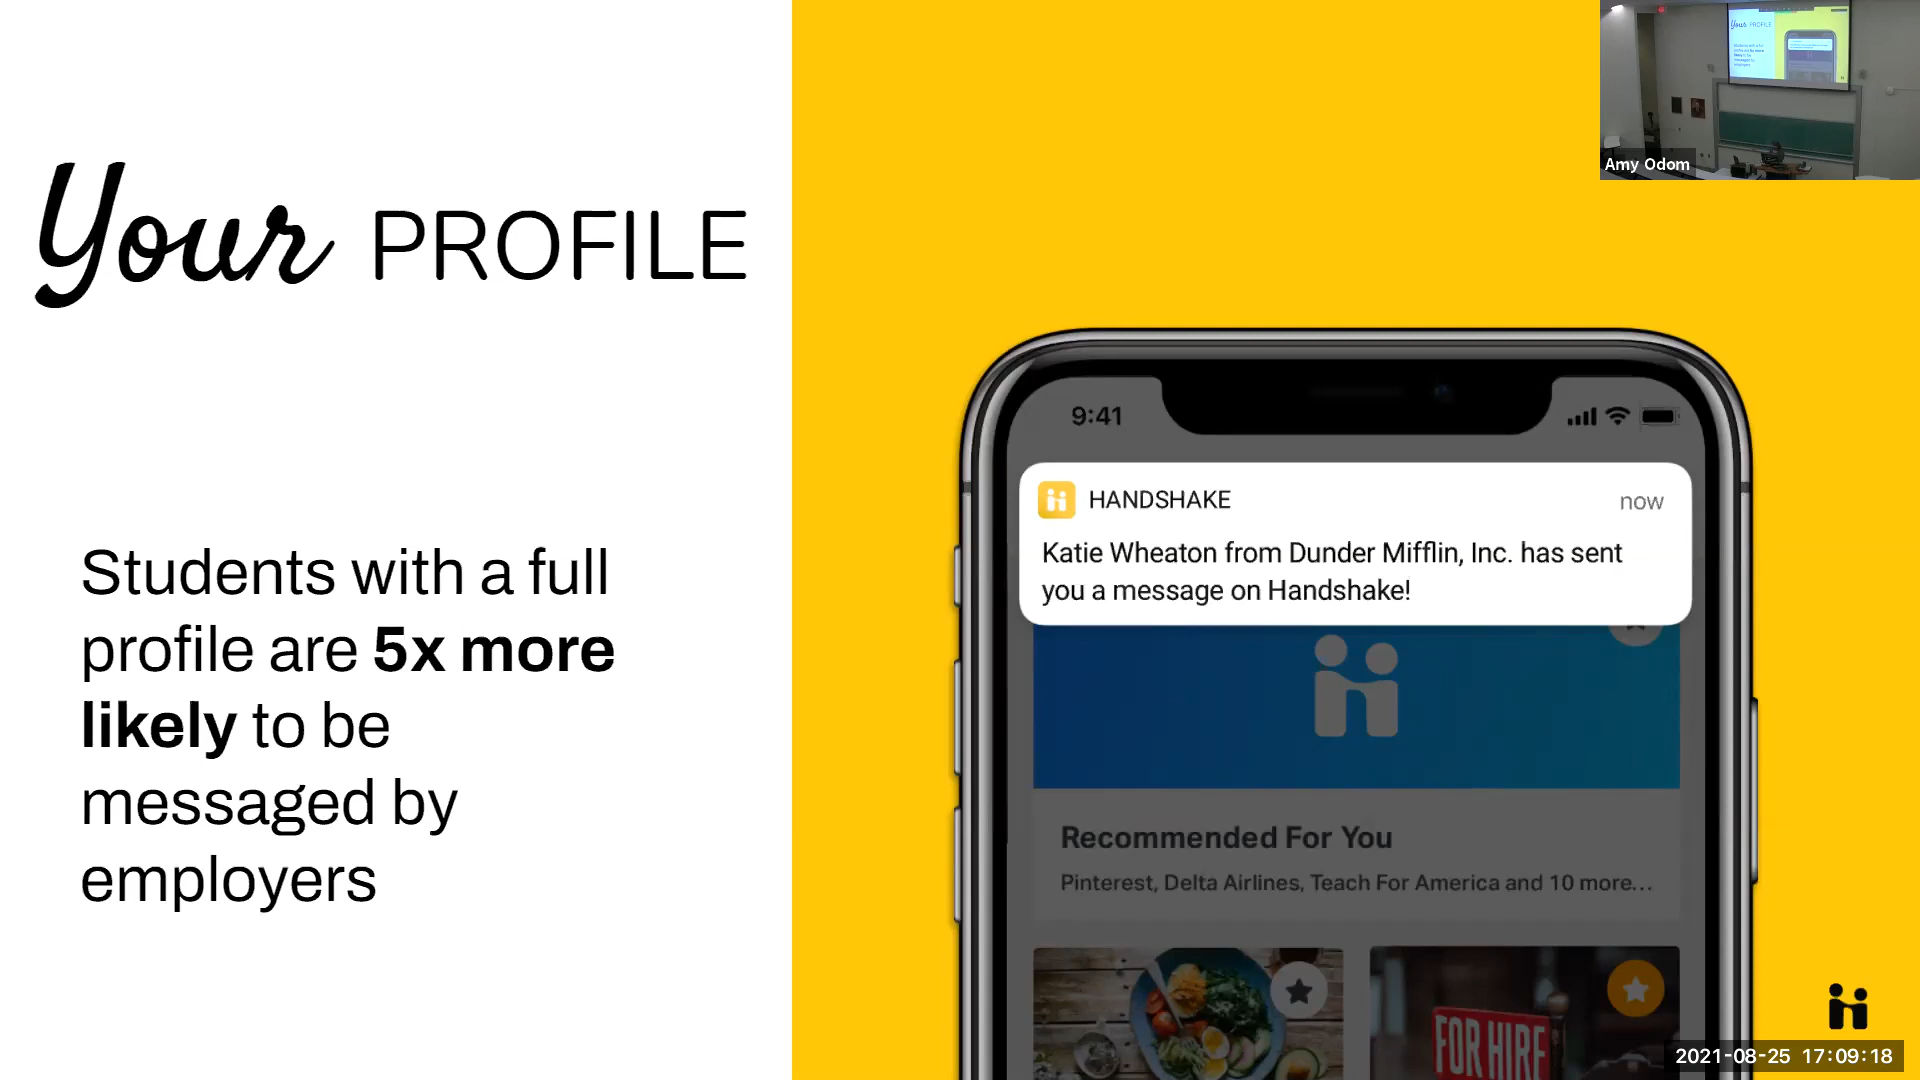 Your PROFILE
Students with a full
profile are 5x more
likely to be
messaged by
employers
9:41
HANDSHAKE
now
Katie Wheaton from Dunder Mifflin, Inc. has sent
you a message on Handshake!
Recommended For You
Pinterest, Delta Airlines, Teach For America and 10 more...
FOR HIRE
Your PROFILE
Amy Odom
2021-08-25 17:09:18